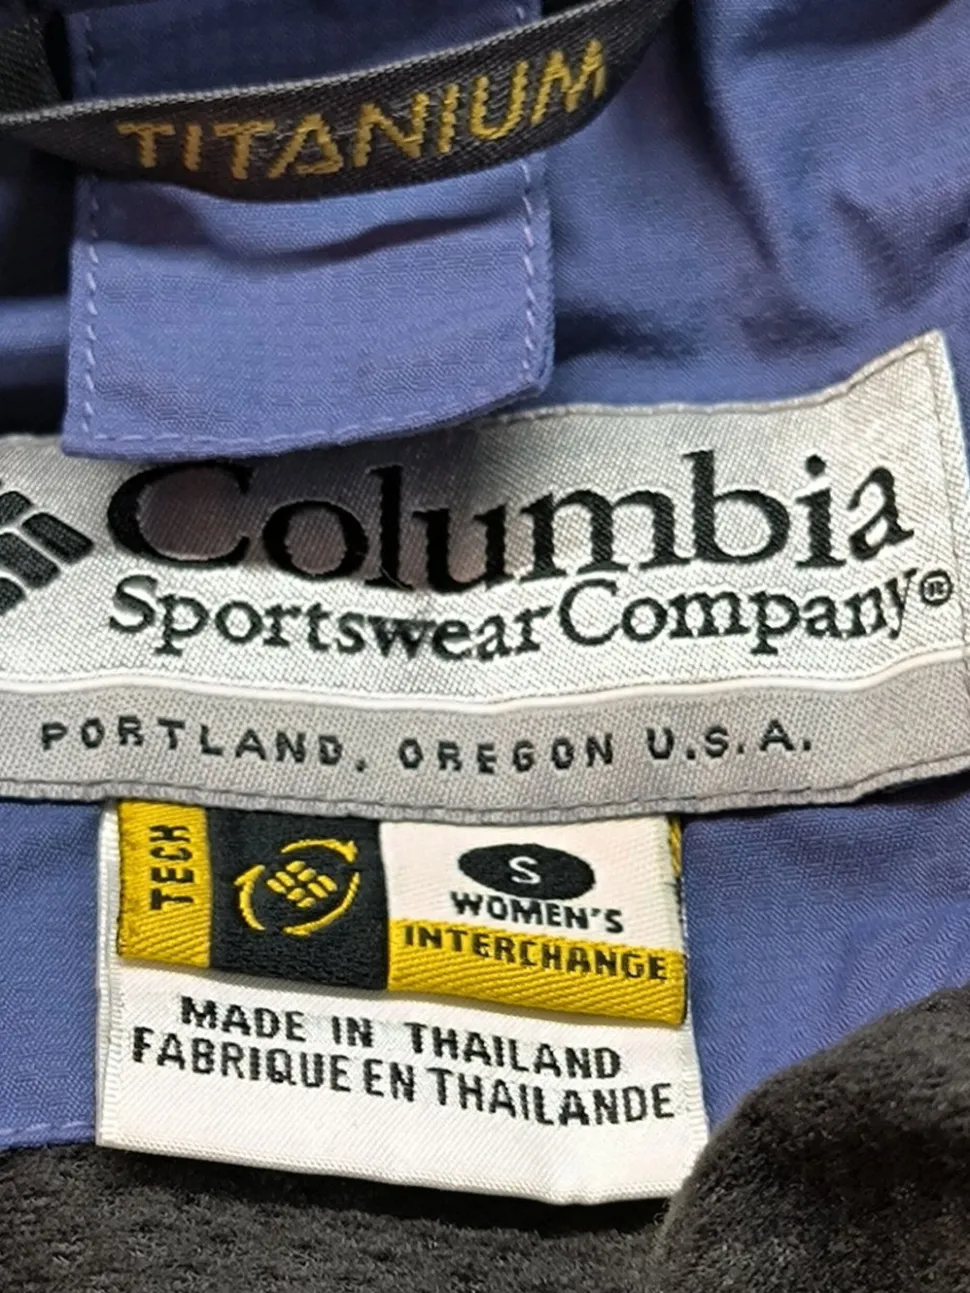 TITANIUM
Columbia
Sportswear Company®
PORTLAND, OREGON U.S.A.
TECH
S
WOMEN'S
INTERCHANGE
MADE IN THAILAND
FABRIQUE EN THAILANDE